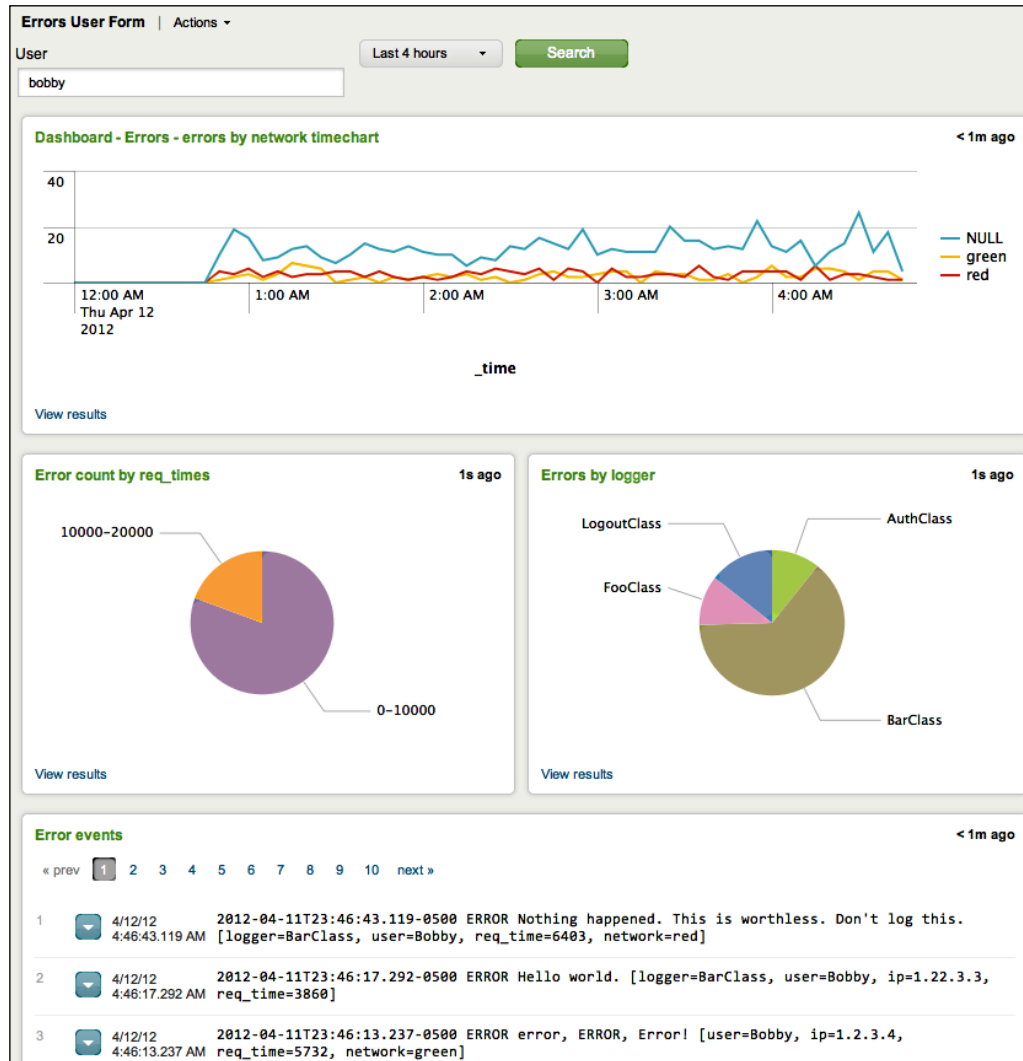 Errors User Form | Actions
User
Last 4 hours
Search
bobby
Dashboard - Errors - errors by network timechart
< 1m ago
40
20
NULL
green
red
12:00 AM
Thu Apr 12
2012
1:00 AM
2:00 AM
3:00 AM
4:00 AM
_time
View results
Error count by req_times
1s ago
10000-20000
0-10000
View results
Errors by logger
1s ago
LogoutClass
AuthClass
FooClass
BarClass
View results
Error events
< 1m ago
« prev 1 2 3 4 5 6 7 8 9 10 next »
1 4/12/12 2012-04-11T23:46:43.119-0500 ERROR Nothing happened. This is worthless. Don't log this.
4:46:43.119 AM [logger=BarClass, user=Bobby, req_time=6403, network=red]
2 4/12/12 2012-04-11T23:46:17.292-0500 ERROR Hello world. [logger=BarClass, user=Bobby, ip=1.22.3.3,
4:46:17.292 AM req_time=3860]
3 4/12/12 2012-04-11T23:46:13.237-0500 ERROR error, ERROR, Error! [user=Bobby, ip=1.2.3.4,
4:46:13.237 AM req_time=5732, network=green]